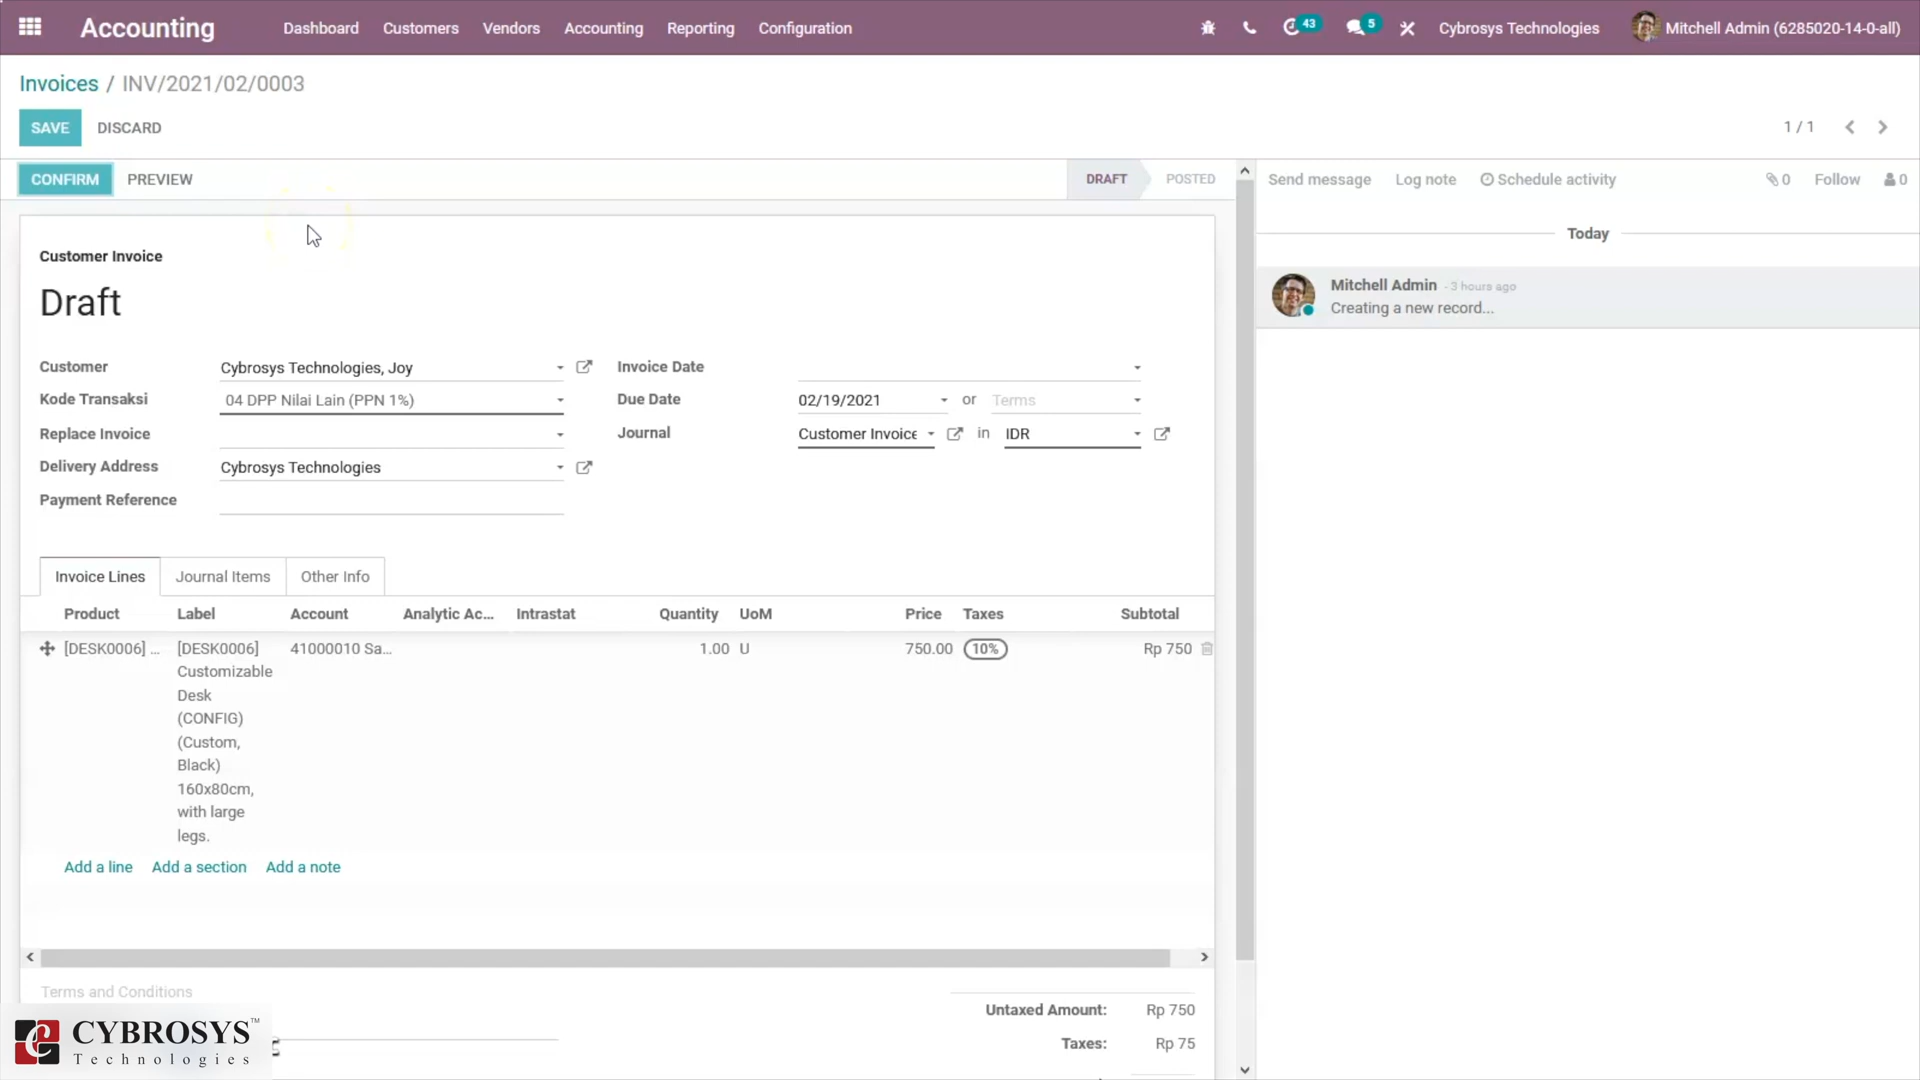 Accounting Dashboard Customers Vendors Accounting Reporting Configuration 43 5 Cybrosys Technologies Mitchell Admin (6285020-14-0-all)
Invoices / INV/2021/02/0003
SAVE DISCARD 1 / 1
CONFIRM PREVIEW DRAFT POSTED Send message Log note Schedule activity 0 Follow 0
Today
Customer Invoice
Draft
Mitchell Admin - 3 hours ago
Creating a new record...
Customer Cybrosys Technologies, Joy Invoice Date
Kode Transaksi 04 DPP Nilai Lain (PPN 1%) Due Date 02/19/2021 or Terms
Replace Invoice Journal Customer Invoice in IDR
Delivery Address Cybrosys Technologies
Payment Reference
Invoice Lines Journal Items Other Info
Product Label Account Analytic Ac... Intrastat Quantity UoM Price Taxes Subtotal
[DESK0006] ... [DESK0006] 41000010 Sa... 1.00 U 750.00 10% Rp 750
Customizable
Desk
(CONFIG)
(Custom,
Black)
160x80cm,
with large
legs.
Add a line Add a section Add a note
Terms and Conditions
Untaxed Amount: Rp 750
Taxes: Rp 75
CYBROSYS™
Technologies